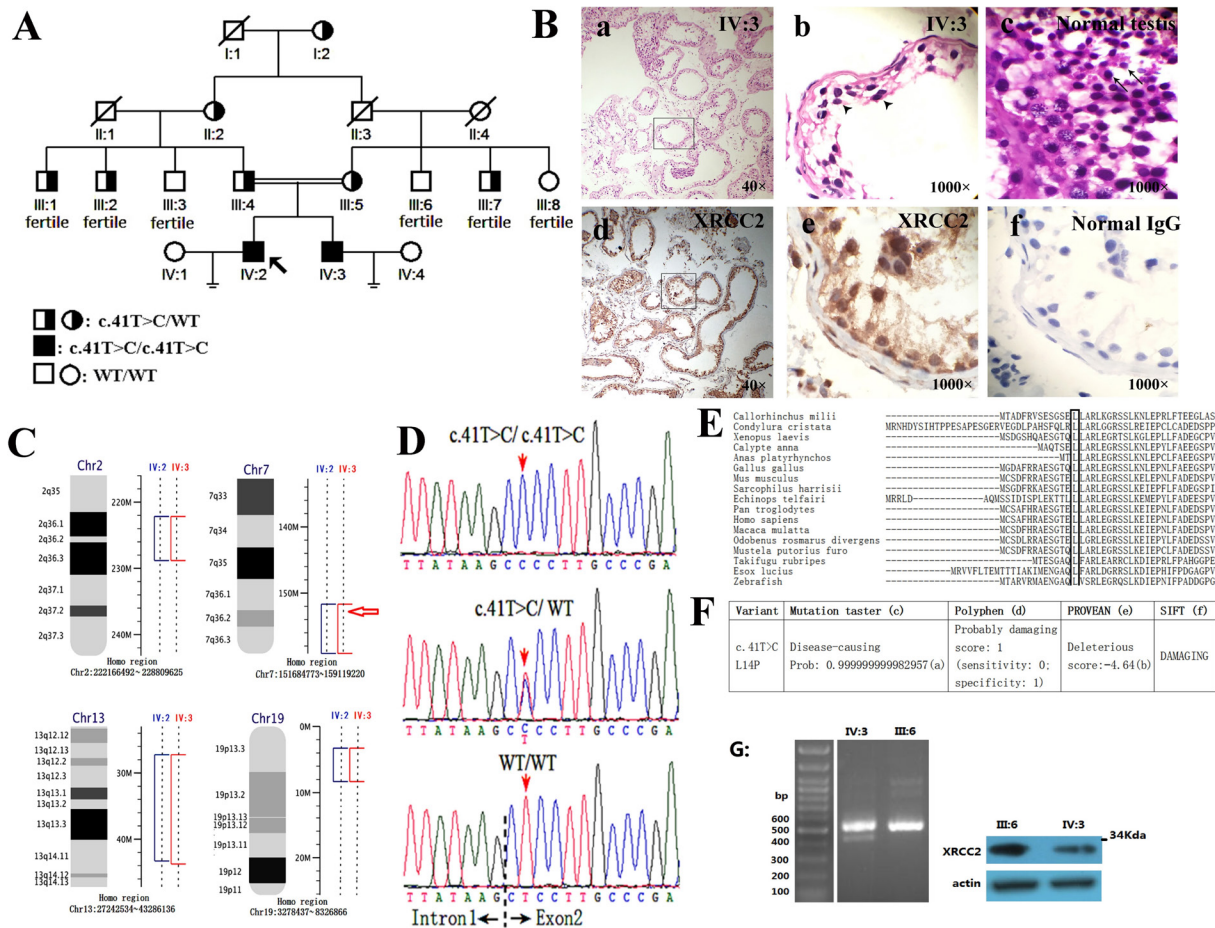 A
I:1
I:2
II:1
II:2
II:3
II:4
III:1
III:2
III:3
III:4
III:5
III:6
III:7
III:8
fertile
fertile
fertile
fertile
fertile
IV:1
IV:2
IV:3
IV:4
: c.41T>C/WT
: c.41T>C/c.41T>C
: WT/WT
B
a
IV:3
40×
b
IV:3
1000×
c
Normal testis
1000×
d
XRCC2
40×
e
XRCC2
1000×
f
Normal IgG
1000×
C
Chr2
IV:2
IV:3
2q35
2q36.1
2q36.2
2q36.3
2q37.1
2q37.2
2q37.3
220M
230M
240M
Homo region
Chr2:222166492~228809625
Chr7
IV:2
IV:3
7q33
7q34
7q35
7q36.1
7q36.2
7q36.3
140M
150M
Homo region
Chr7:151684773~159119220
Chr13
IV:2
IV:3
13q12.12
13q12.13
13q12.2
13q12.3
13q13.1
13q13.2
13q13.3
13q14.11
13q14.12
13q14.13
30M
40M
Homo region
Chr13:27242534~43286136
Chr19
IV:2
IV:3
19p13.3
19p13.2
19p13.13
19p13.12
19p13.11
19p12
19p11
0M
10M
20M
Homo region
Chr19:3278437~8326866
D
c.41T>C/ c.41T>C
T T A T A A G C C C C T T G C C C G A
c.41T>C/ WT
T T A T A A G C C C C T T G C C C G A
T
WT/WT
T T A T A A G C T C C T T G C C C G A
Intron1
Exon2
E
Callorhinchus milii
Condylura cristata
Xenopus laevis
Calypte anna
Anas platyrhynchos
Gallus gallus
Mus musculus
Sarcophilus harrisii
Echinops telfairi
Pan troglodytes
Homo sapiens
Macaca mulatta
Odobenus rosmarus divergens
Mustela putorius furo
Takifugu rubripes
Esox lucius
Zebrafish
F
Variant
Mutation taster (c)
Polyphen (d)
PROVEAN (e)
SIFT (f)
c.41T>C
L14P
Disease-causing
Prob: 0.999999999982957(a)
Probably damaging
score: 1
(sensitivity: 0;
specificity: 1)
Deleterious
score:-4.64(b)
DAMAGING
G:
IV:3
III:6
bp
600
500
400
300
200
100
III:6
IV:3
34Kda
XRCC2
actin